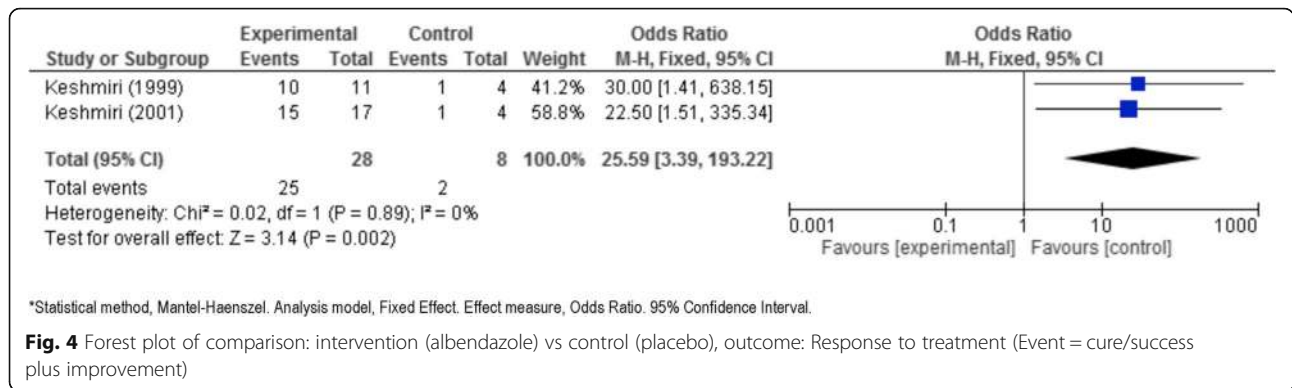 Experimental Control Odds Ratio Odds Ratio
Study or Subgroup Events Total Events Total Weight M-H, Fixed, 95% CI M-H, Fixed, 95% CI
Keshmiri (1999) 10 11 1 4 41.2% 30.00 [1.41, 638.15]
Keshmiri (2001) 15 17 1 4 58.8% 22.50 [1.51, 335.34]
Total (95% CI) 28 8 100.0% 25.59 [3.39, 193.22]
Total events 25 2
Heterogeneity: Chi² = 0.02, df = 1 (P = 0.89); I² = 0%
Test for overall effect: Z = 3.14 (P = 0.002)
0.001 0.1 1 10 1000
Favours [experimental] Favours [control]
*Statistical method, Mantel-Haenszel. Analysis model, Fixed Effect. Effect measure, Odds Ratio. 95% Confidence Interval.
Fig. 4 Forest plot of comparison: intervention (albendazole) vs control (placebo), outcome: Response to treatment (Event = cure/success
plus improvement)